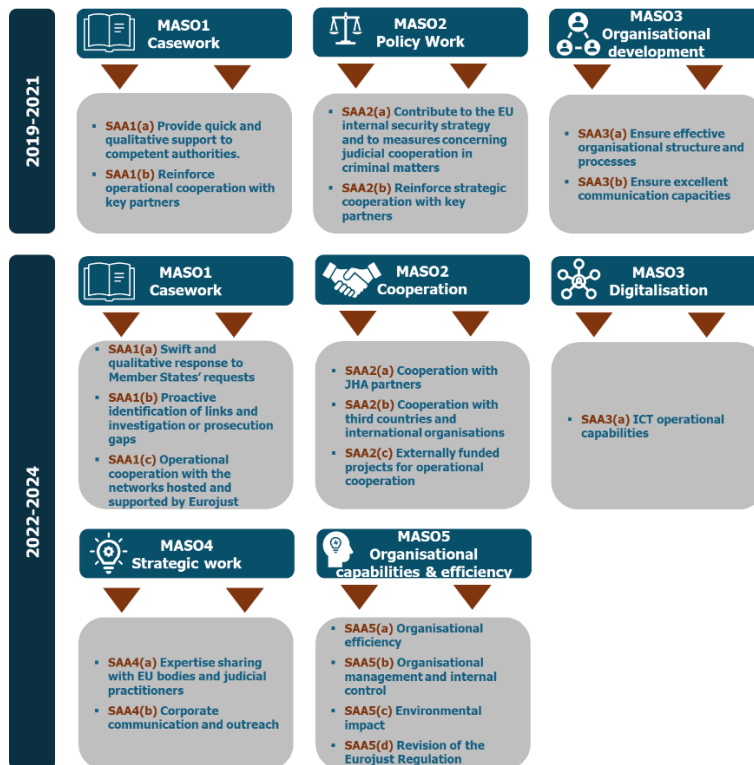 2019-2021
MASO1
Casework
SAA1(a) Provide quick and
qualitative support to
competent authorities.
SAA1(b) Reinforce
operational cooperation with
key partners
MASO2
Policy Work
SAA2(a) Contribute to the EU
internal security strategy
and to measures concerning
judicial cooperation in
criminal matters
SAA2(b) Reinforce strategic
cooperation with key
partners
MASO3
Organisational
development
SAA3(a) Ensure effective
organisational structure and
processes
SAA3(b) Ensure excellent
communication capacities
2022-2024
MASO1
Casework
SAA1(a) Swift and
qualitative response to
Member States' requests
SAA1(b) Proactive
identification of links and
investigation or prosecution
gaps
SAA1(c) Operational
cooperation with the
networks hosted and
supported by Eurojust
MASO2
Cooperation
SAA2(a) Cooperation with
JHA partners
SAA2(b) Cooperation with
third countries and
international organisations
SAA2(c) Externally funded
projects for operational
cooperation
MASO3
Digitalisation
SAA3(a) ICT operational
capabilities
MASO4
Strategic work
SAA4(a) Expertise sharing
with EU bodies and judicial
practitioners
SAA4(b) Corporate
communication and outreach
MASO5
Organisational
capabilities & efficiency
SAA5(a) Organisational
efficiency
SAA5(b) Organisational
management and internal
control
SAA5(c) Environmental
impact
SAA5(d) Revision of the
Eurojust Regulation